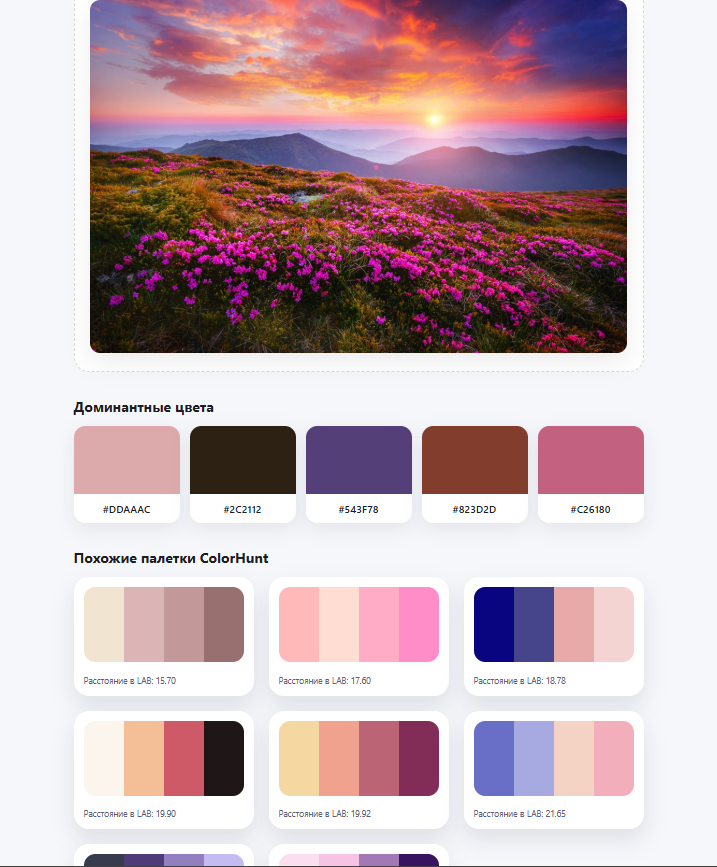 Доминантные цвета
#DDAAAC
#2C2112
#543F78
#823D2D
#C26180
Похожие палетки ColorHunt
Расстояние в LAB: 15.70
Расстояние в LAB: 17.60
Расстояние в LAB: 18.78
Расстояние в LAB: 19.90
Расстояние в LAB: 19.92
Расстояние в LAB: 21.65